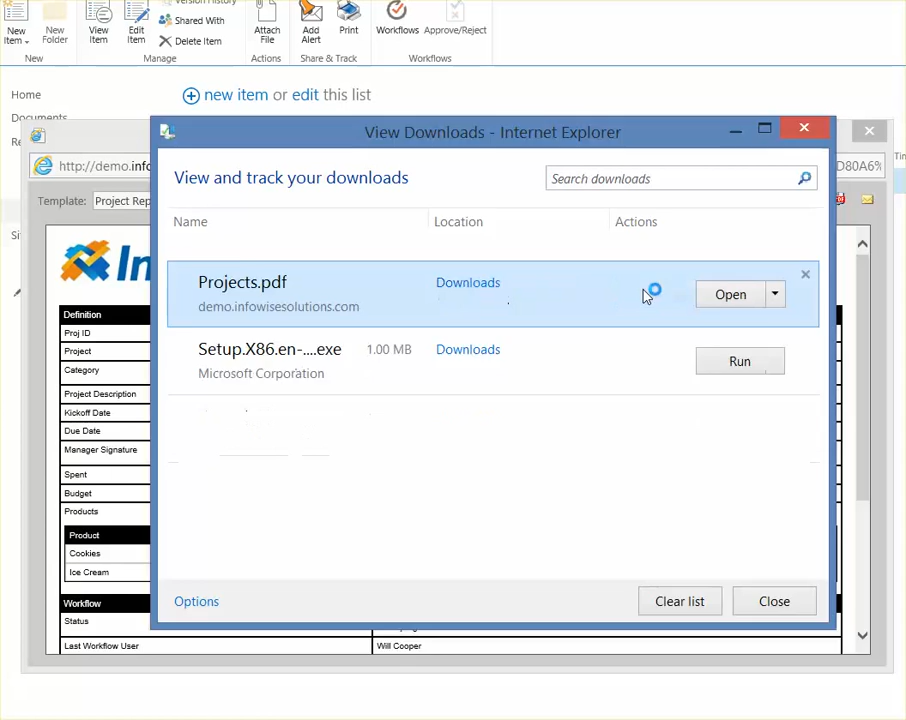 Version History
New Item
New Folder
View Item
Edit Item
Shared With
Delete Item
Attach File
Add Alert
Print
Workflows
Approve/Reject
New
Manage
Actions
Share & Track
Workflows
Home
new item or edit this list
Documents
Re
View Downloads - Internet Explorer
http://demo.info
D80A6%
View and track your downloads
Search downloads
Template:
Project Rep
Name
Location
Actions
Si
In
Projects.pdf
Downloads
Open
demo.infowisesolutions.com
Setup.X86.en-....exe
1.00 MB
Downloads
Run
Microsoft Corporation
Definition
Proj ID
Project
Category
Project Description
Kickoff Date
Due Date
Manager Signature
Spent
Budget
Products
Product
Cookies
Ice Cream
Options
Clear list
Close
Workflow
Status
Last Workflow User
Will Cooper